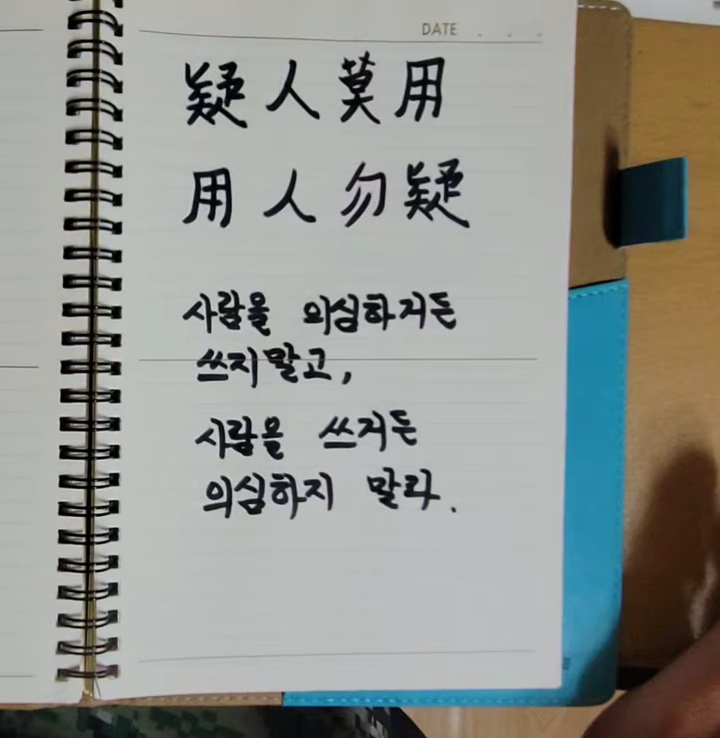 DATE . . .
疑人莫用
用人勿疑
사람을 의심하거든
쓰지말고,
사람을 쓰거든
의심하지 말라.